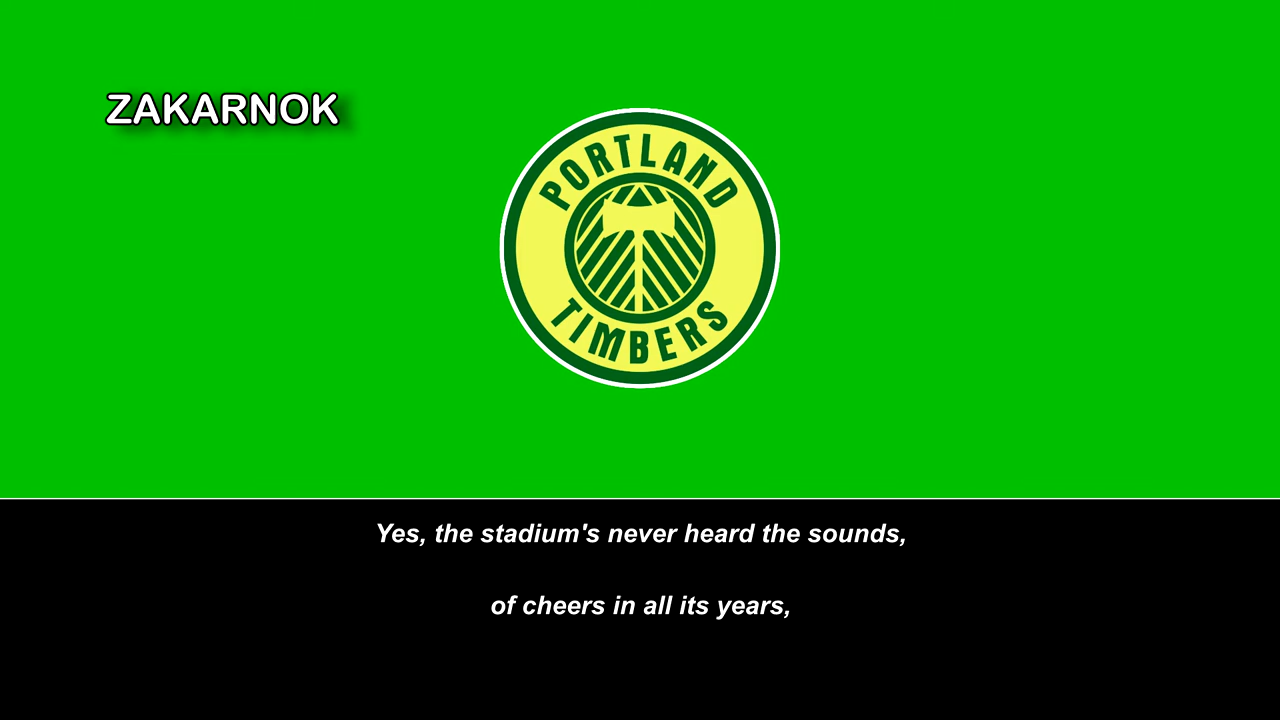 ZAKARNOK
PORTLAND
TIMBERS
Yes, the stadium's never heard the sounds,
of cheers in all its years,